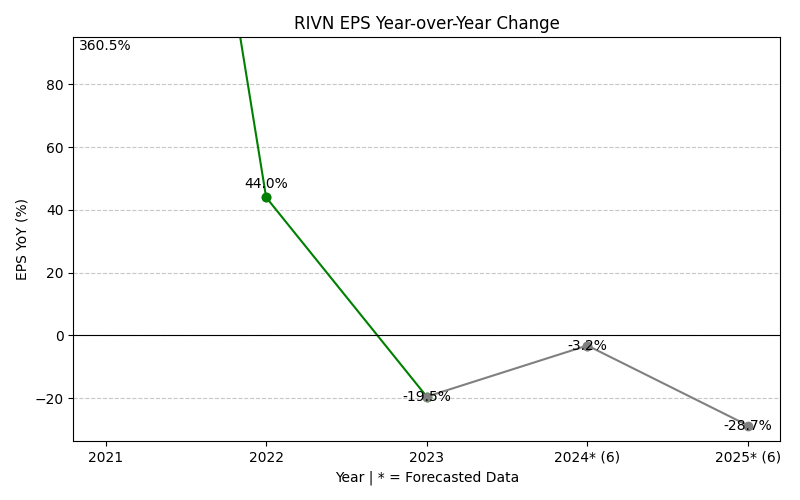 RIVN EPS Year-over-Year Change
360.5%
80
60
44.0%
40
20
0
-3.2%
-19.5%
−20
-28.7%
EPS YoY (%)
2021 2022 2023 2024* (6) 2025* (6)
Year | * = Forecasted Data